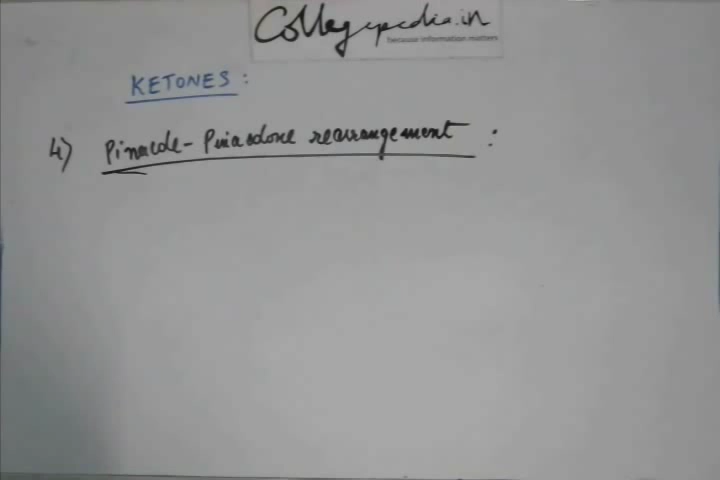 Collegepedia.in
because information matters
KETONES :
4) Pinacole - Pinacolone rearrangement :